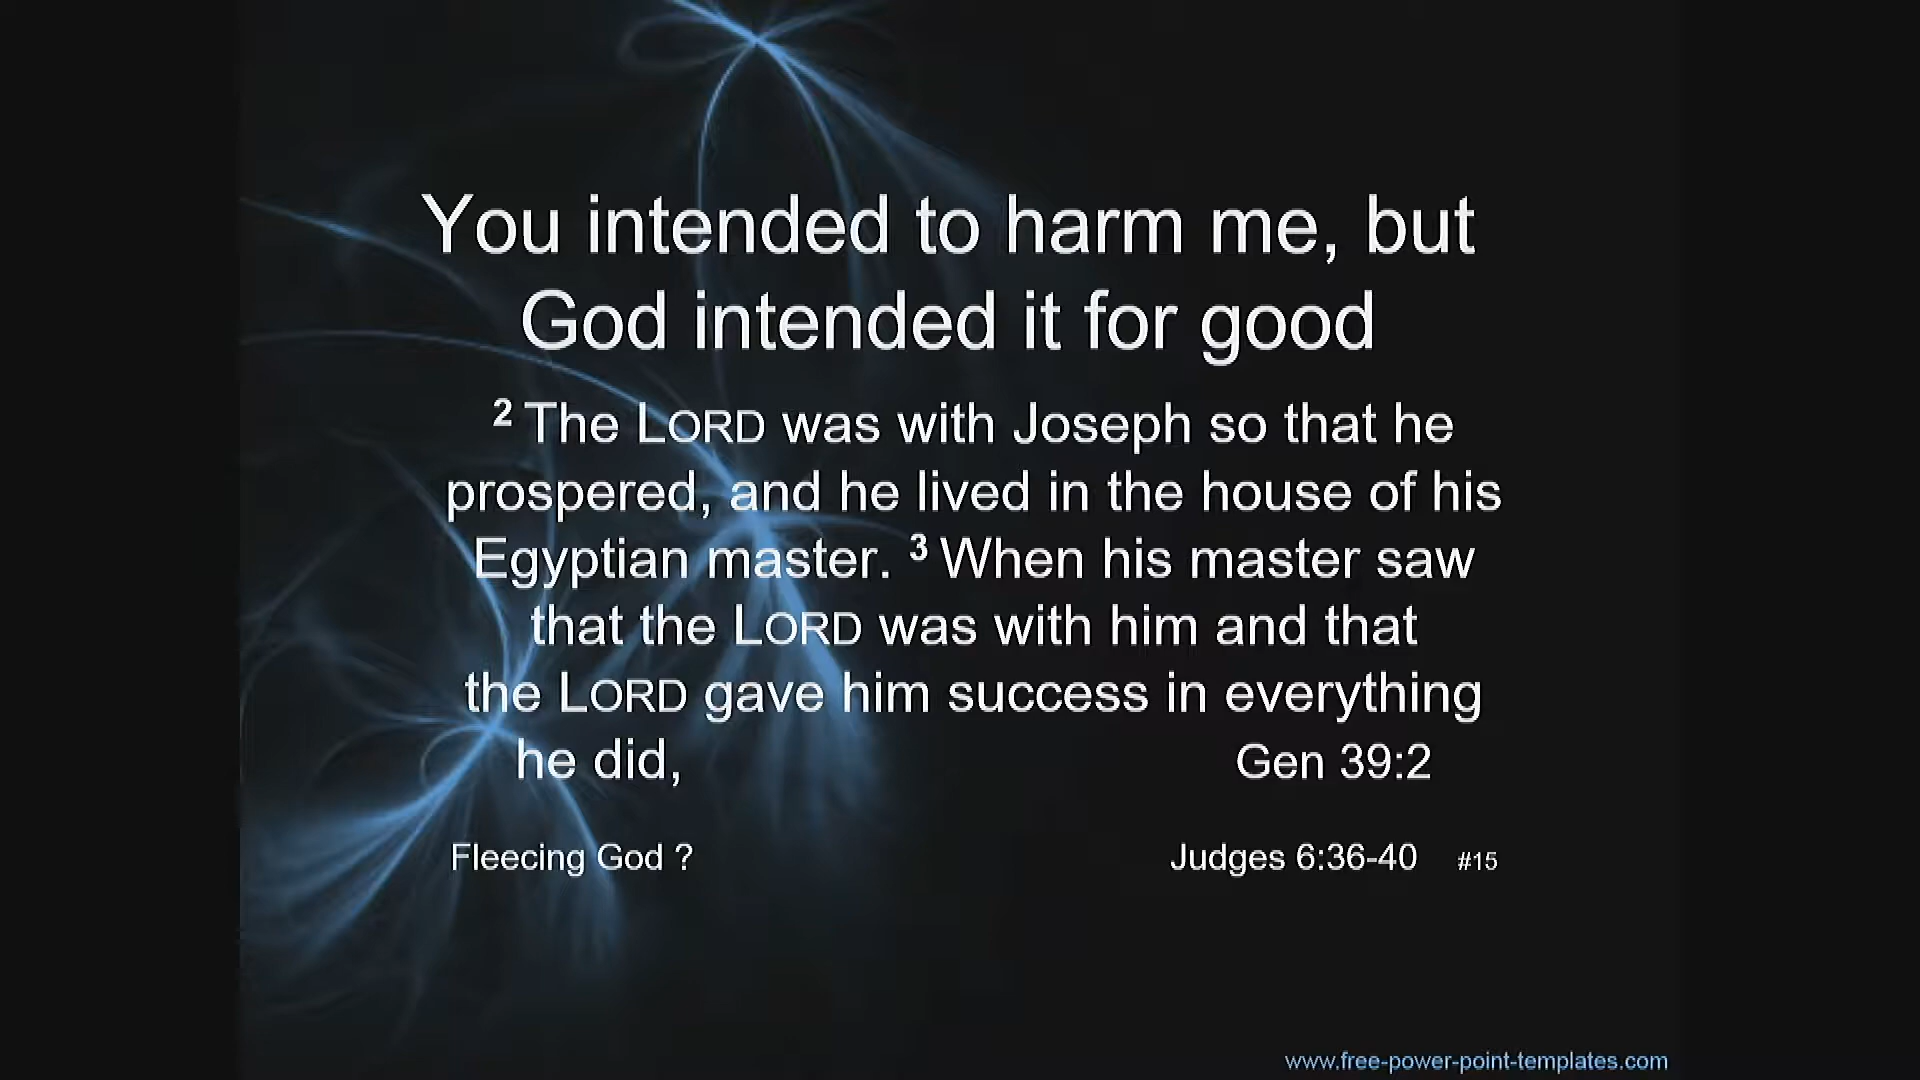 You intended to harm me, but
God intended it for good
2 The LORD was with Joseph so that he
prospered, and he lived in the house of his
Egyptian master. 3 When his master saw
that the LORD was with him and that
the LORD gave him success in everything
he did, Gen 39:2
Fleecing God ? Judges 6:36-40 #15
www.free-power-point-templates.com